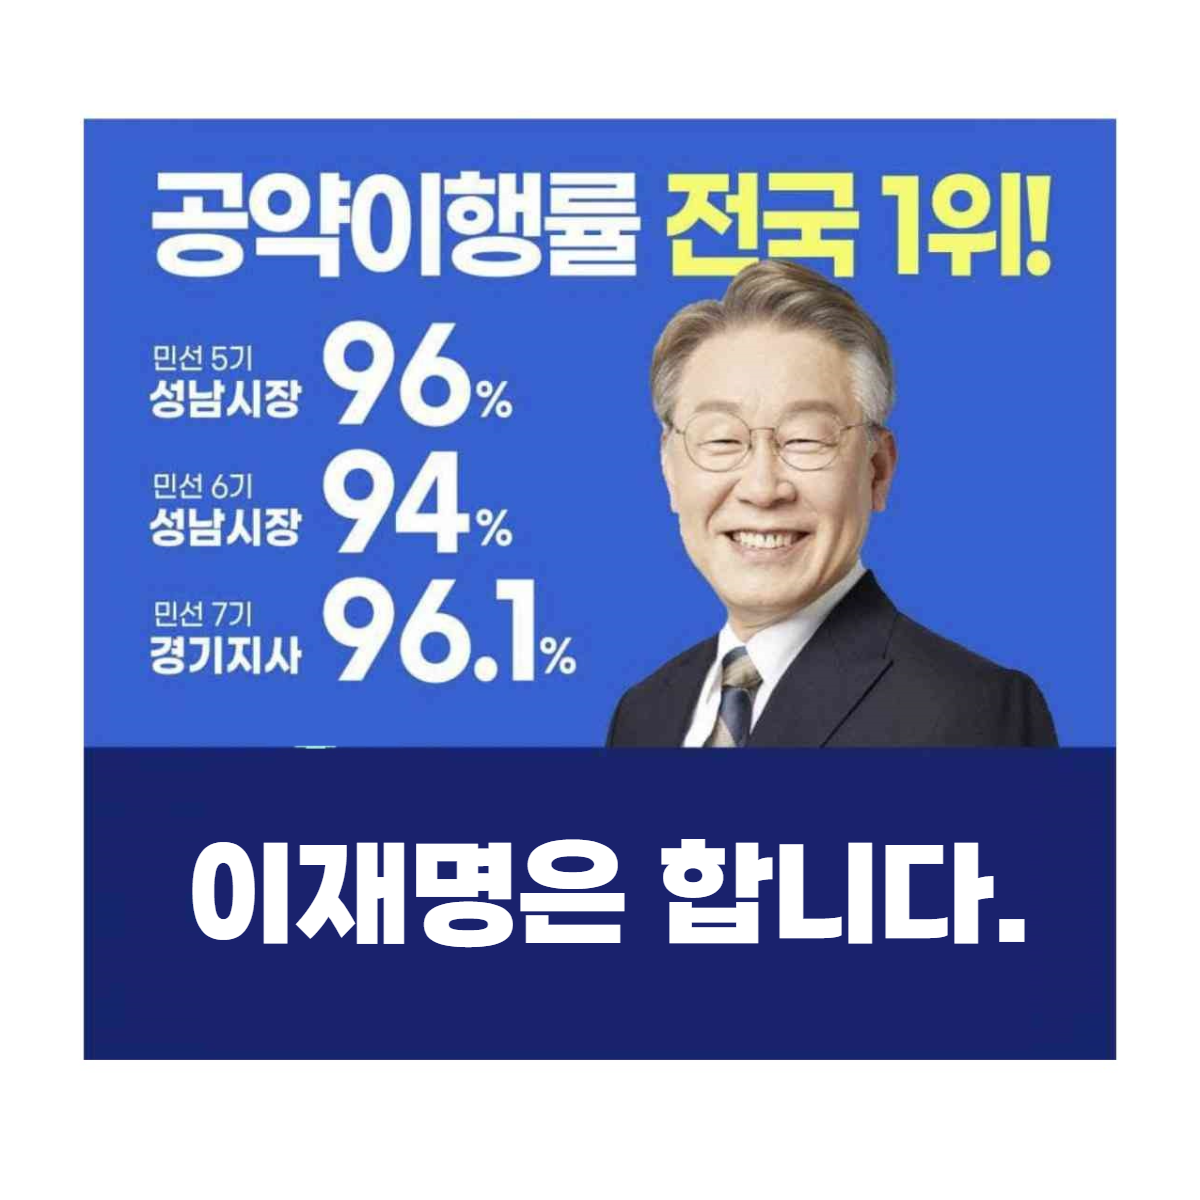 공약이행률 전국 1위!
민선 5기
성남시장 96%
민선 6기
성남시장 94%
민선 7기
경기지사 96.1%
이재명은 합니다.